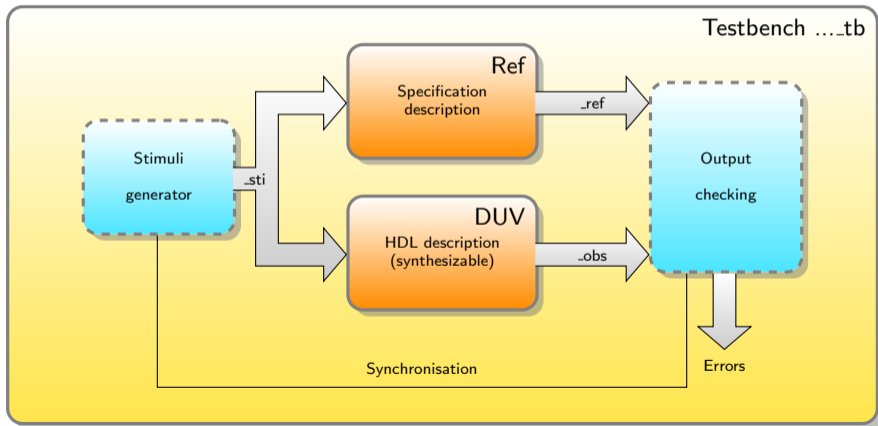 Testbench ..._tb
Ref
Specification
description
_ref
Stimuli
generator
_sti
Output
checking
DUV
HDL description
(synthesizable)
_obs
Synchronisation
Errors